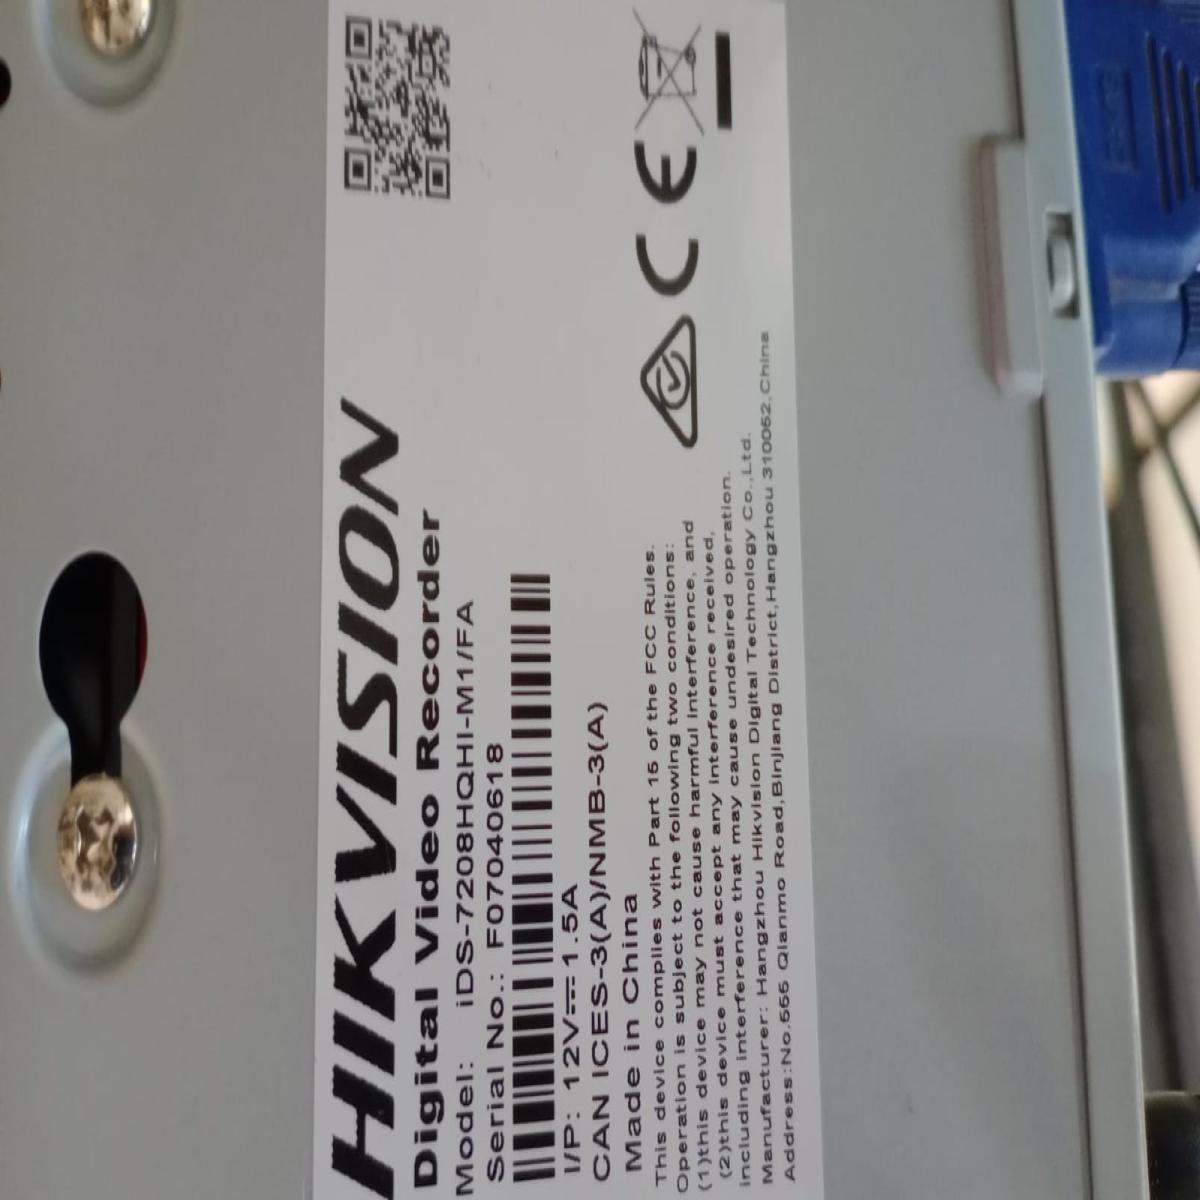 HIKVISION
Digital Video Recorder
Model: iDS-7208HQHI-M1/FA
Serial No.: F07040618
I/P: 12V⎓1.5A
CAN ICES-3(A)/NMB-3(A)
Made in China
This device complies with Part 15 of the FCC Rules.
Operation is subject to the following two conditions:
(1)this device may not cause harmful interference, and
(2)this device must accept any interference received,
including interference that may cause undesired operation.
Manufacturer: Hangzhou Hikvision Digital Technology Co.,Ltd.
Address:No.555 Qianmo Road,Binjiang District,Hangzhou 310052,China
CE